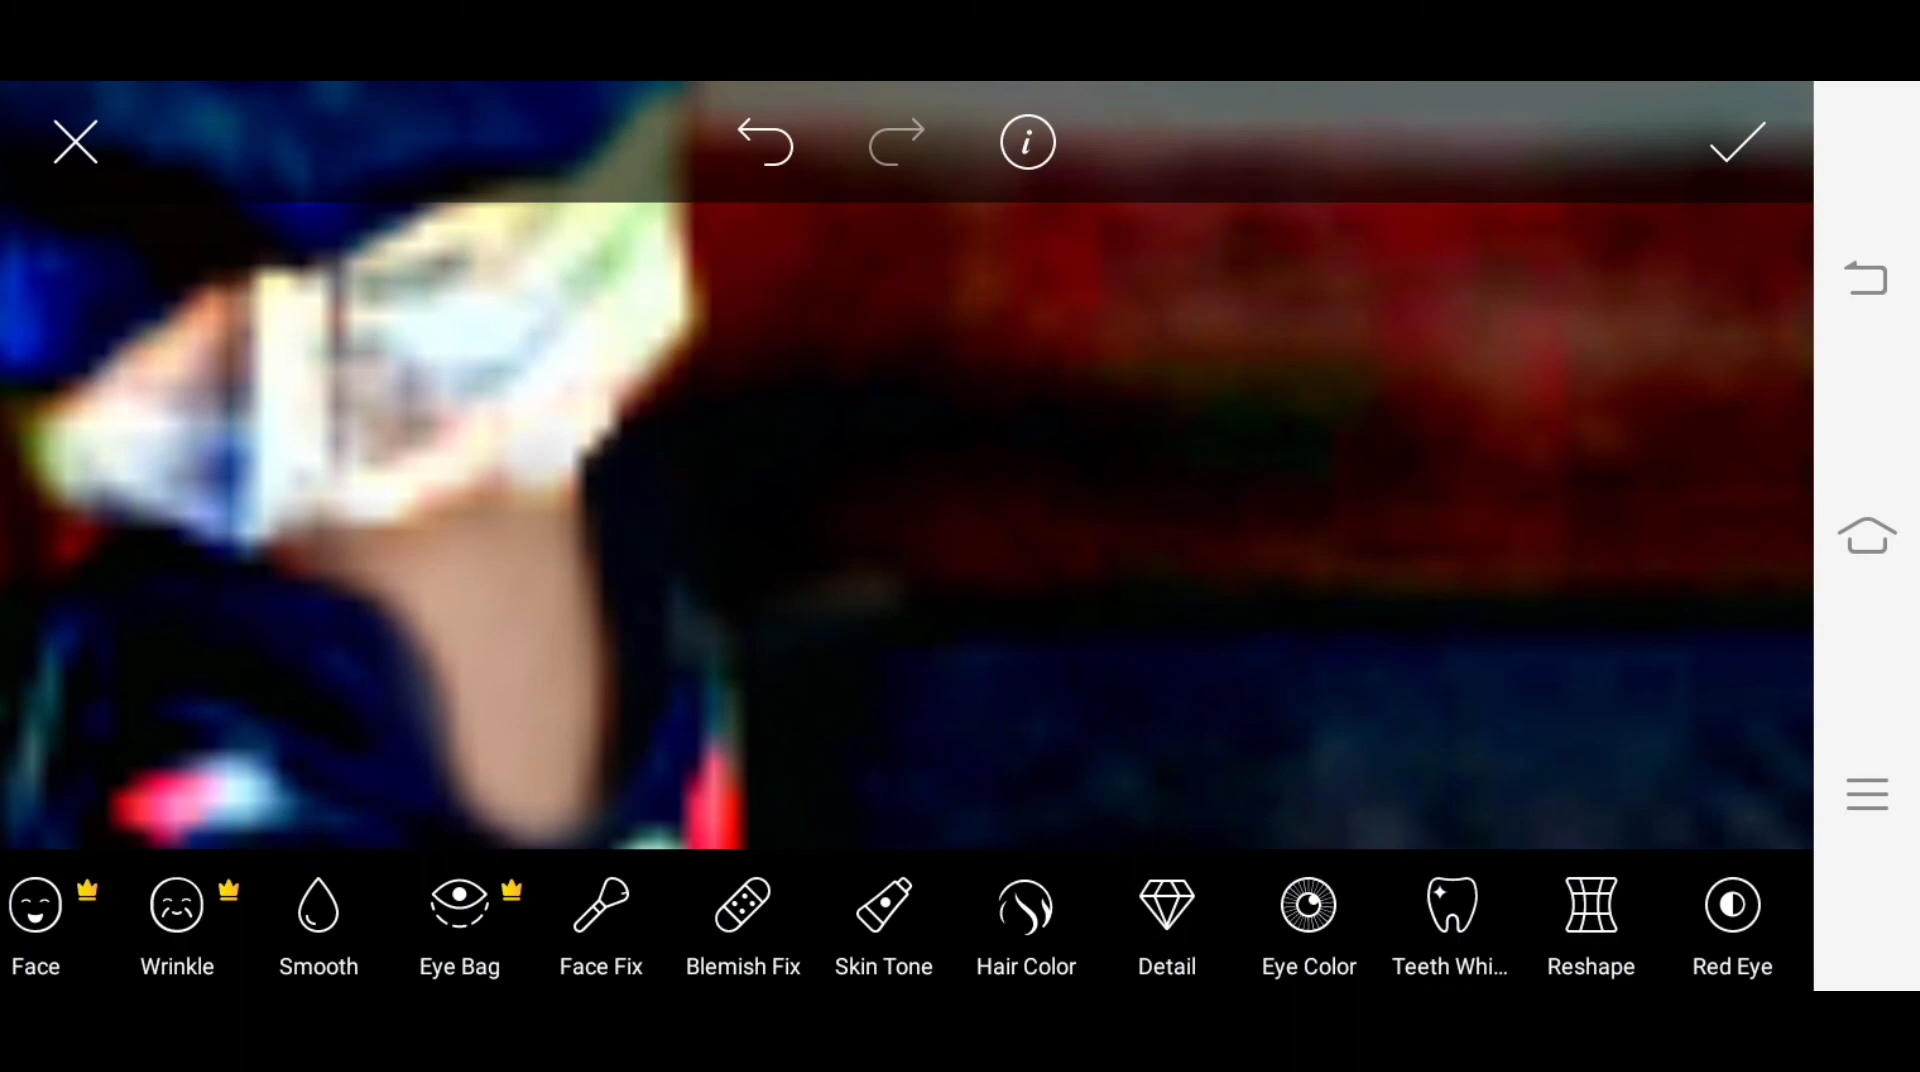 Face
Wrinkle
Smooth
Eye Bag
Face Fix
Blemish Fix
Skin Tone
Hair Color
Detail
Eye Color
Teeth Whi...
Reshape
Red Eye